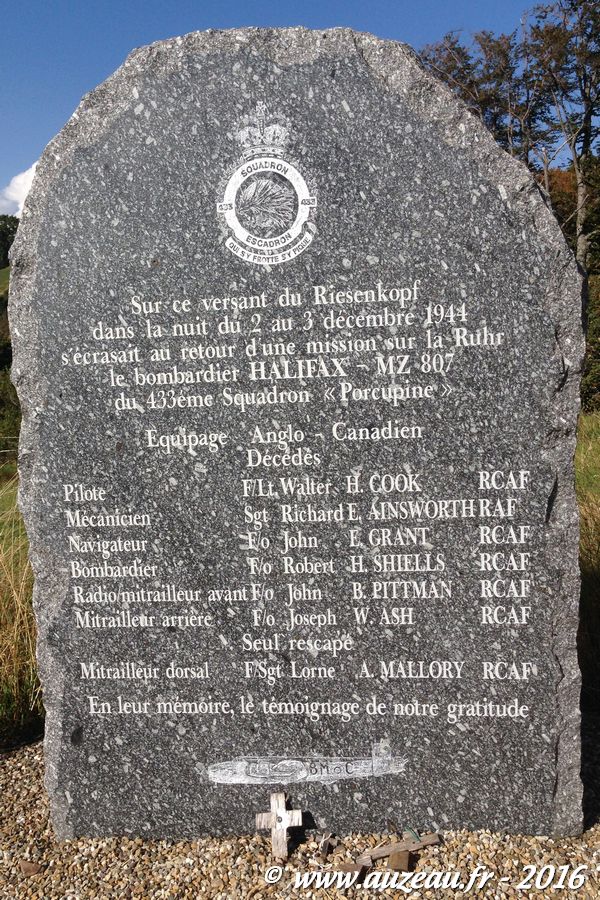 SQUADRON
433 433
ESCADRON
QUI S'Y FROTTE S'Y PIQUE
Sur ce versant du Riesenkopf
dans la nuit du 2 au 3 décembre 1944
s'écrasait au retour d'une mission sur la Ruhr
le bombardier HALIFAX - MZ 807
du 433ème Squadron « Porcupine »
Equipage Anglo - Canadien
Décédés
Pilote F/Lt Walter H. COOK RCAF
Mécanicien Sgt Richard E. AINSWORTH RAF
Navigateur F/o John E. GRANT RCAF
Bombardier F/o Robert H. SHIELLS RCAF
Radio/mitrailleur avant F/o John B. PITTMAN RCAF
Mitrailleur arrière F/o Joseph W. ASH RCAF
Seul rescapé
Mitrailleur dorsal F/Sgt Lorne A. MALLORY RCAF
En leur mémoire, le témoignage de notre gratitude
© www.auzeau.fr - 2016